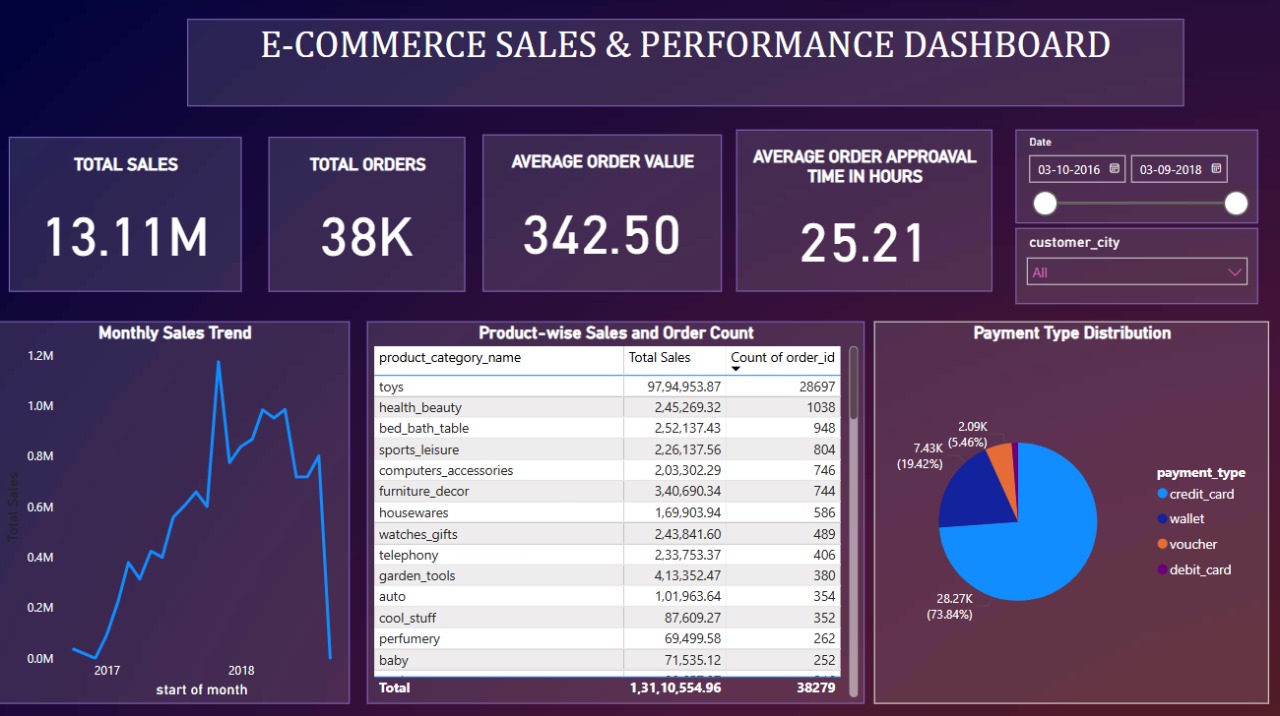 E-COMMERCE SALES & PERFORMANCE DASHBOARD
TOTAL SALES
13.11M
TOTAL ORDERS
38K
AVERAGE ORDER VALUE
342.50
AVERAGE ORDER APPROAVAL
TIME IN HOURS
25.21
Date
03-10-2016
03-09-2018
customer_city
All
Monthly Sales Trend
Total Sales
1.2M
1.0M
0.8M
0.6M
0.4M
0.2M
0.0M
2017
2018
start of month
Product-wise Sales and Order Count
product_category_name Total Sales Count of order_id
toys 97,94,953.87 28697
health_beauty 2,45,269.32 1038
bed_bath_table 2,52,137.43 948
sports_leisure 2,26,137.56 804
computers_accessories 2,03,302.29 746
furniture_decor 3,40,690.34 744
housewares 1,69,903.94 586
watches_gifts 2,43,841.60 489
telephony 2,33,753.37 406
garden_tools 4,13,352.47 380
auto 1,01,963.64 354
cool_stuff 87,609.27 352
perfumery 69,499.58 262
baby 71,535.12 252
Total 1,31,10,554.96 38279
Payment Type Distribution
2.09K
(5.46%)
7.43K
(19.42%)
28.27K
(73.84%)
payment_type
credit_card
wallet
voucher
debit_card